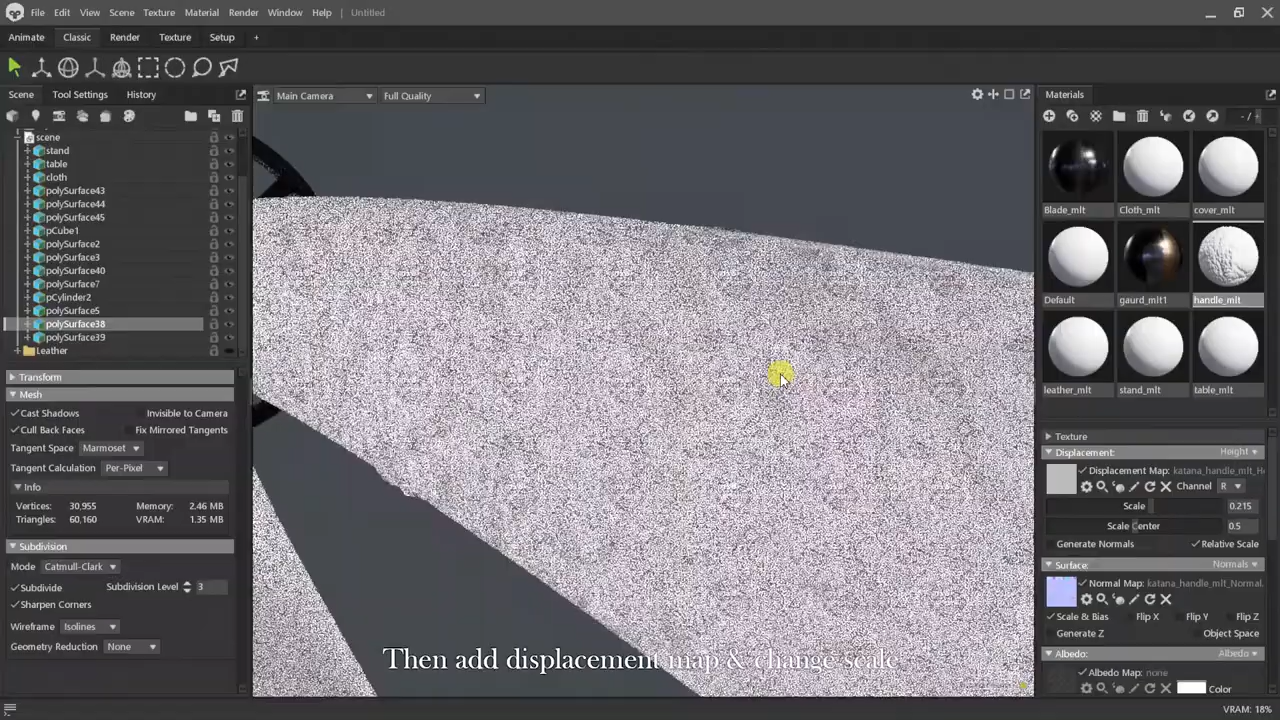 File Edit View Scene Texture Material Render Window Help Untitled
Animate Classic Render Texture Setup +
Scene Tool Settings History
Main Camera Full Quality
Materials
- /
scene
stand
table
cloth
polySurface43
polySurface44
polySurface45
pCube1
polySurface2
polySurface3
polySurface40
polySurface7
pCylinder2
polySurface5
polySurface38
polySurface39
Leather
Transform
Mesh
Cast Shadows Invisible to Camera
Cull Back Faces Fix Mirrored Tangents
Tangent Space Marmoset
Tangent Calculation Per-Pixel
Info
Vertices: 30,955 Memory: 2.46 MB
Triangles: 60,160 VRAM: 1.35 MB
Subdivision
Mode Catmull-Clark
Subdivide Subdivision Level 3
Sharpen Corners
Wireframe Isolines
Geometry Reduction None
Blade_mlt Cloth_mlt cover_mlt
Default gaurd_mlt1 handle_mlt
leather_mlt stand_mlt table_mlt
Texture
Displacement: Height
Displacement Map: katana_handle_mlt_He
Channel R
Scale 0.215
Scale Center 0.5
Generate Normals Relative Scale
Surface: Normals
Normal Map: katana_handle_mlt_Normal.
Scale & Bias Flip X Flip Y Flip Z
Generate Z Object Space
Albedo: Albedo
Albedo Map: none
Color
Then add displacement map & change scale
VRAM: 18%